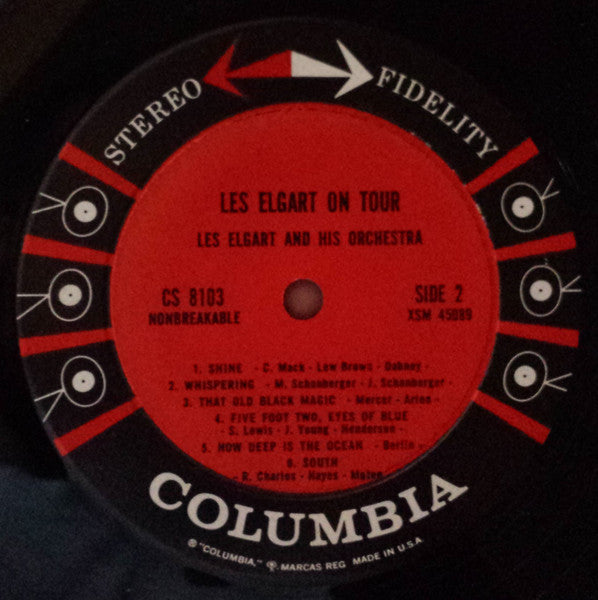 STEREO FIDELITY
LES ELGART ON TOUR
LES ELGART AND HIS ORCHESTRA
CS 8103
NONBREAKABLE
SIDE 2
XSM 45089
1. SHINE - C. Mack - Lew Brown - Dabney -
2. WHISPERING - M. Schonberger - J. Schonberger -
3. THAT OLD BLACK MAGIC - Mercer - Arlen -
4. FIVE FOOT TWO, EYES OF BLUE
- S. Lewis - J. Young - Henderson -
5. HOW DEEP IS THE OCEAN - Berlin -
6. SOUTH
- R. Charles - Hayes - Moten -
COLUMBIA
® "COLUMBIA," MARCAS REG. MADE IN U.S.A.